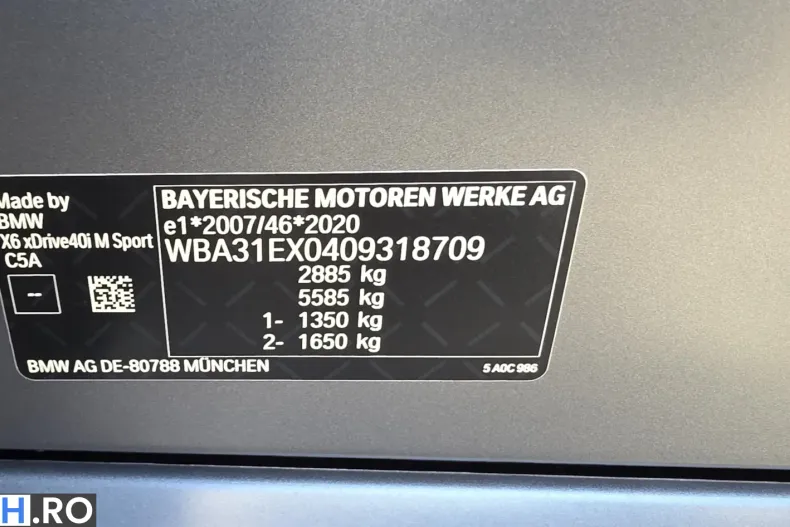 Made by
BMW
X6 xDrive40i M Sport
C5A
--
BMW AG DE-80788 MÜNCHEN
BAYERISCHE MOTOREN WERKE AG
e1*2007/46*2020
WBA31EX0409318709
2885 kg
5585 kg
1- 1350 kg
2- 1650 kg
5 A0C 986
H.RO